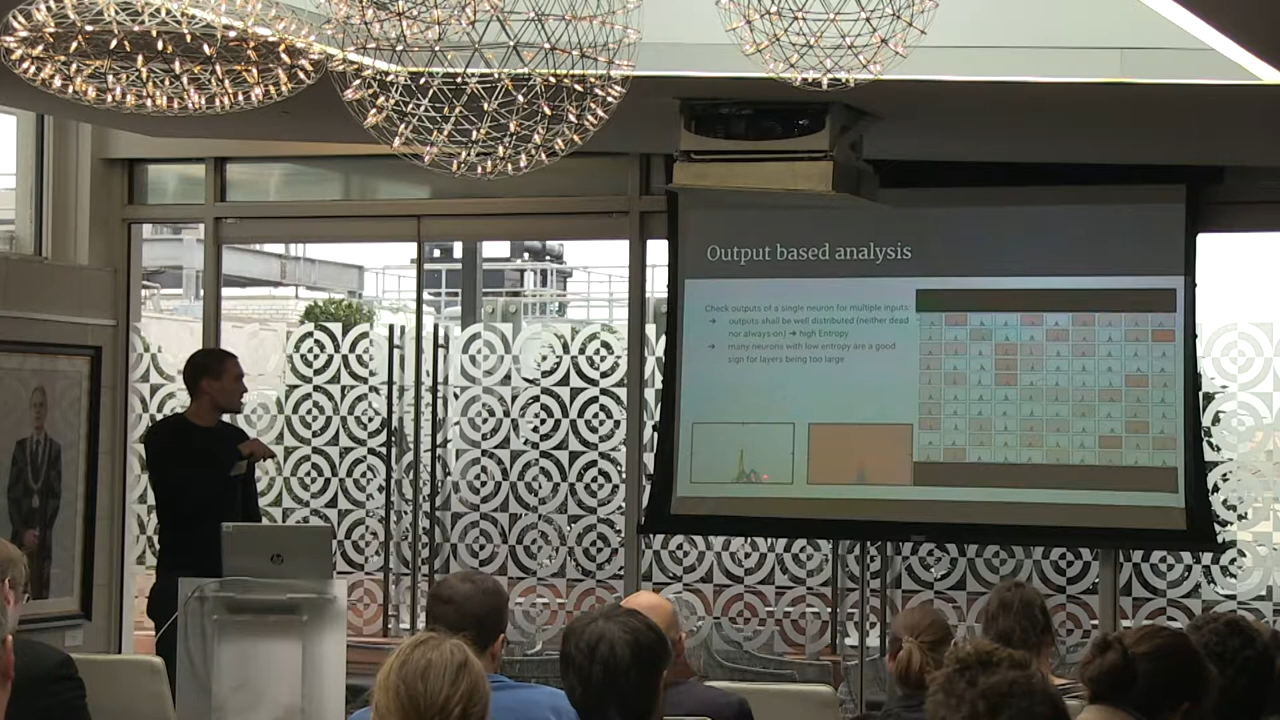 Output based analysis
Check outputs of a single neuron for multiple inputs:
➔ outputs shall be well distributed (neither dead
nor always on) ➔ high Entropy
➔ many neurons with low entropy are a good
sign for layers being too large
hp